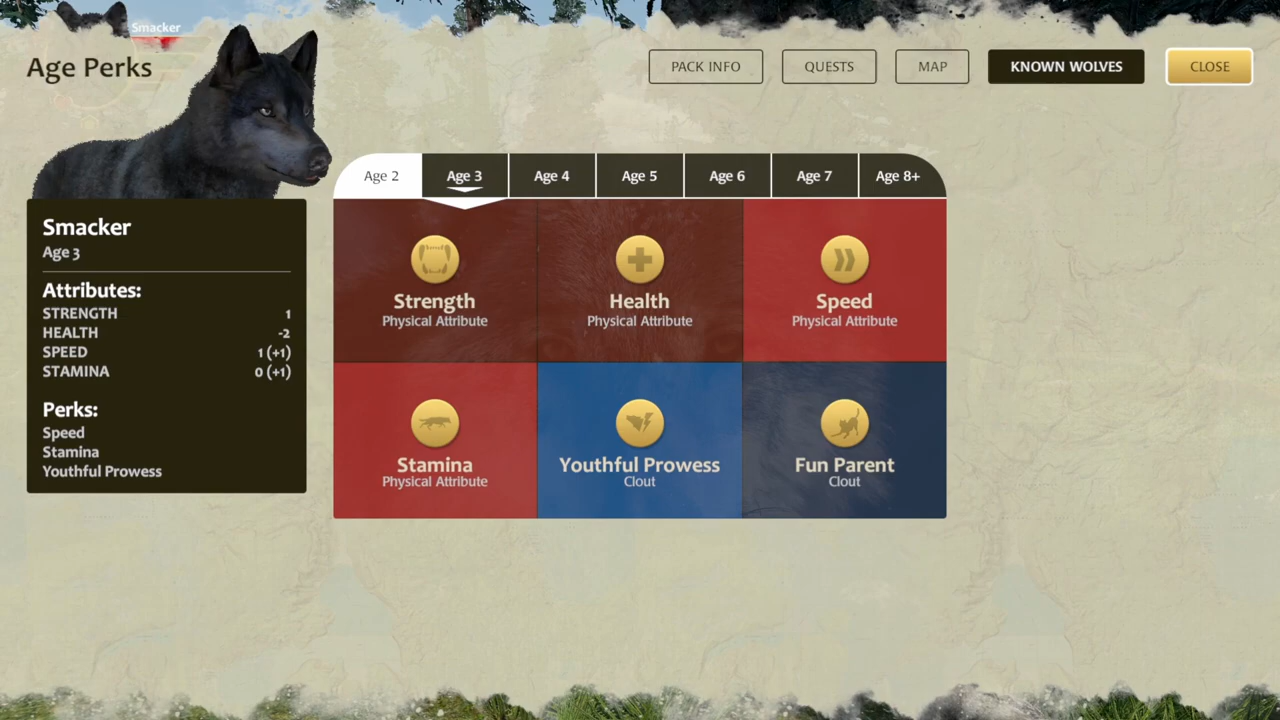 Smacker
Age Perks
PACK INFO
QUESTS
MAP
KNOWN WOLVES
CLOSE
Age 2
Age 3
Age 4
Age 5
Age 6
Age 7
Age 8+
Smacker
Age 3
Attributes:
STRENGTH 1
HEALTH -2
SPEED 1 (+1)
STAMINA 0 (+1)
Perks:
Speed
Stamina
Youthful Prowess
Strength
Physical Attribute
Health
Physical Attribute
Speed
Physical Attribute
Stamina
Physical Attribute
Youthful Prowess
Clout
Fun Parent
Clout